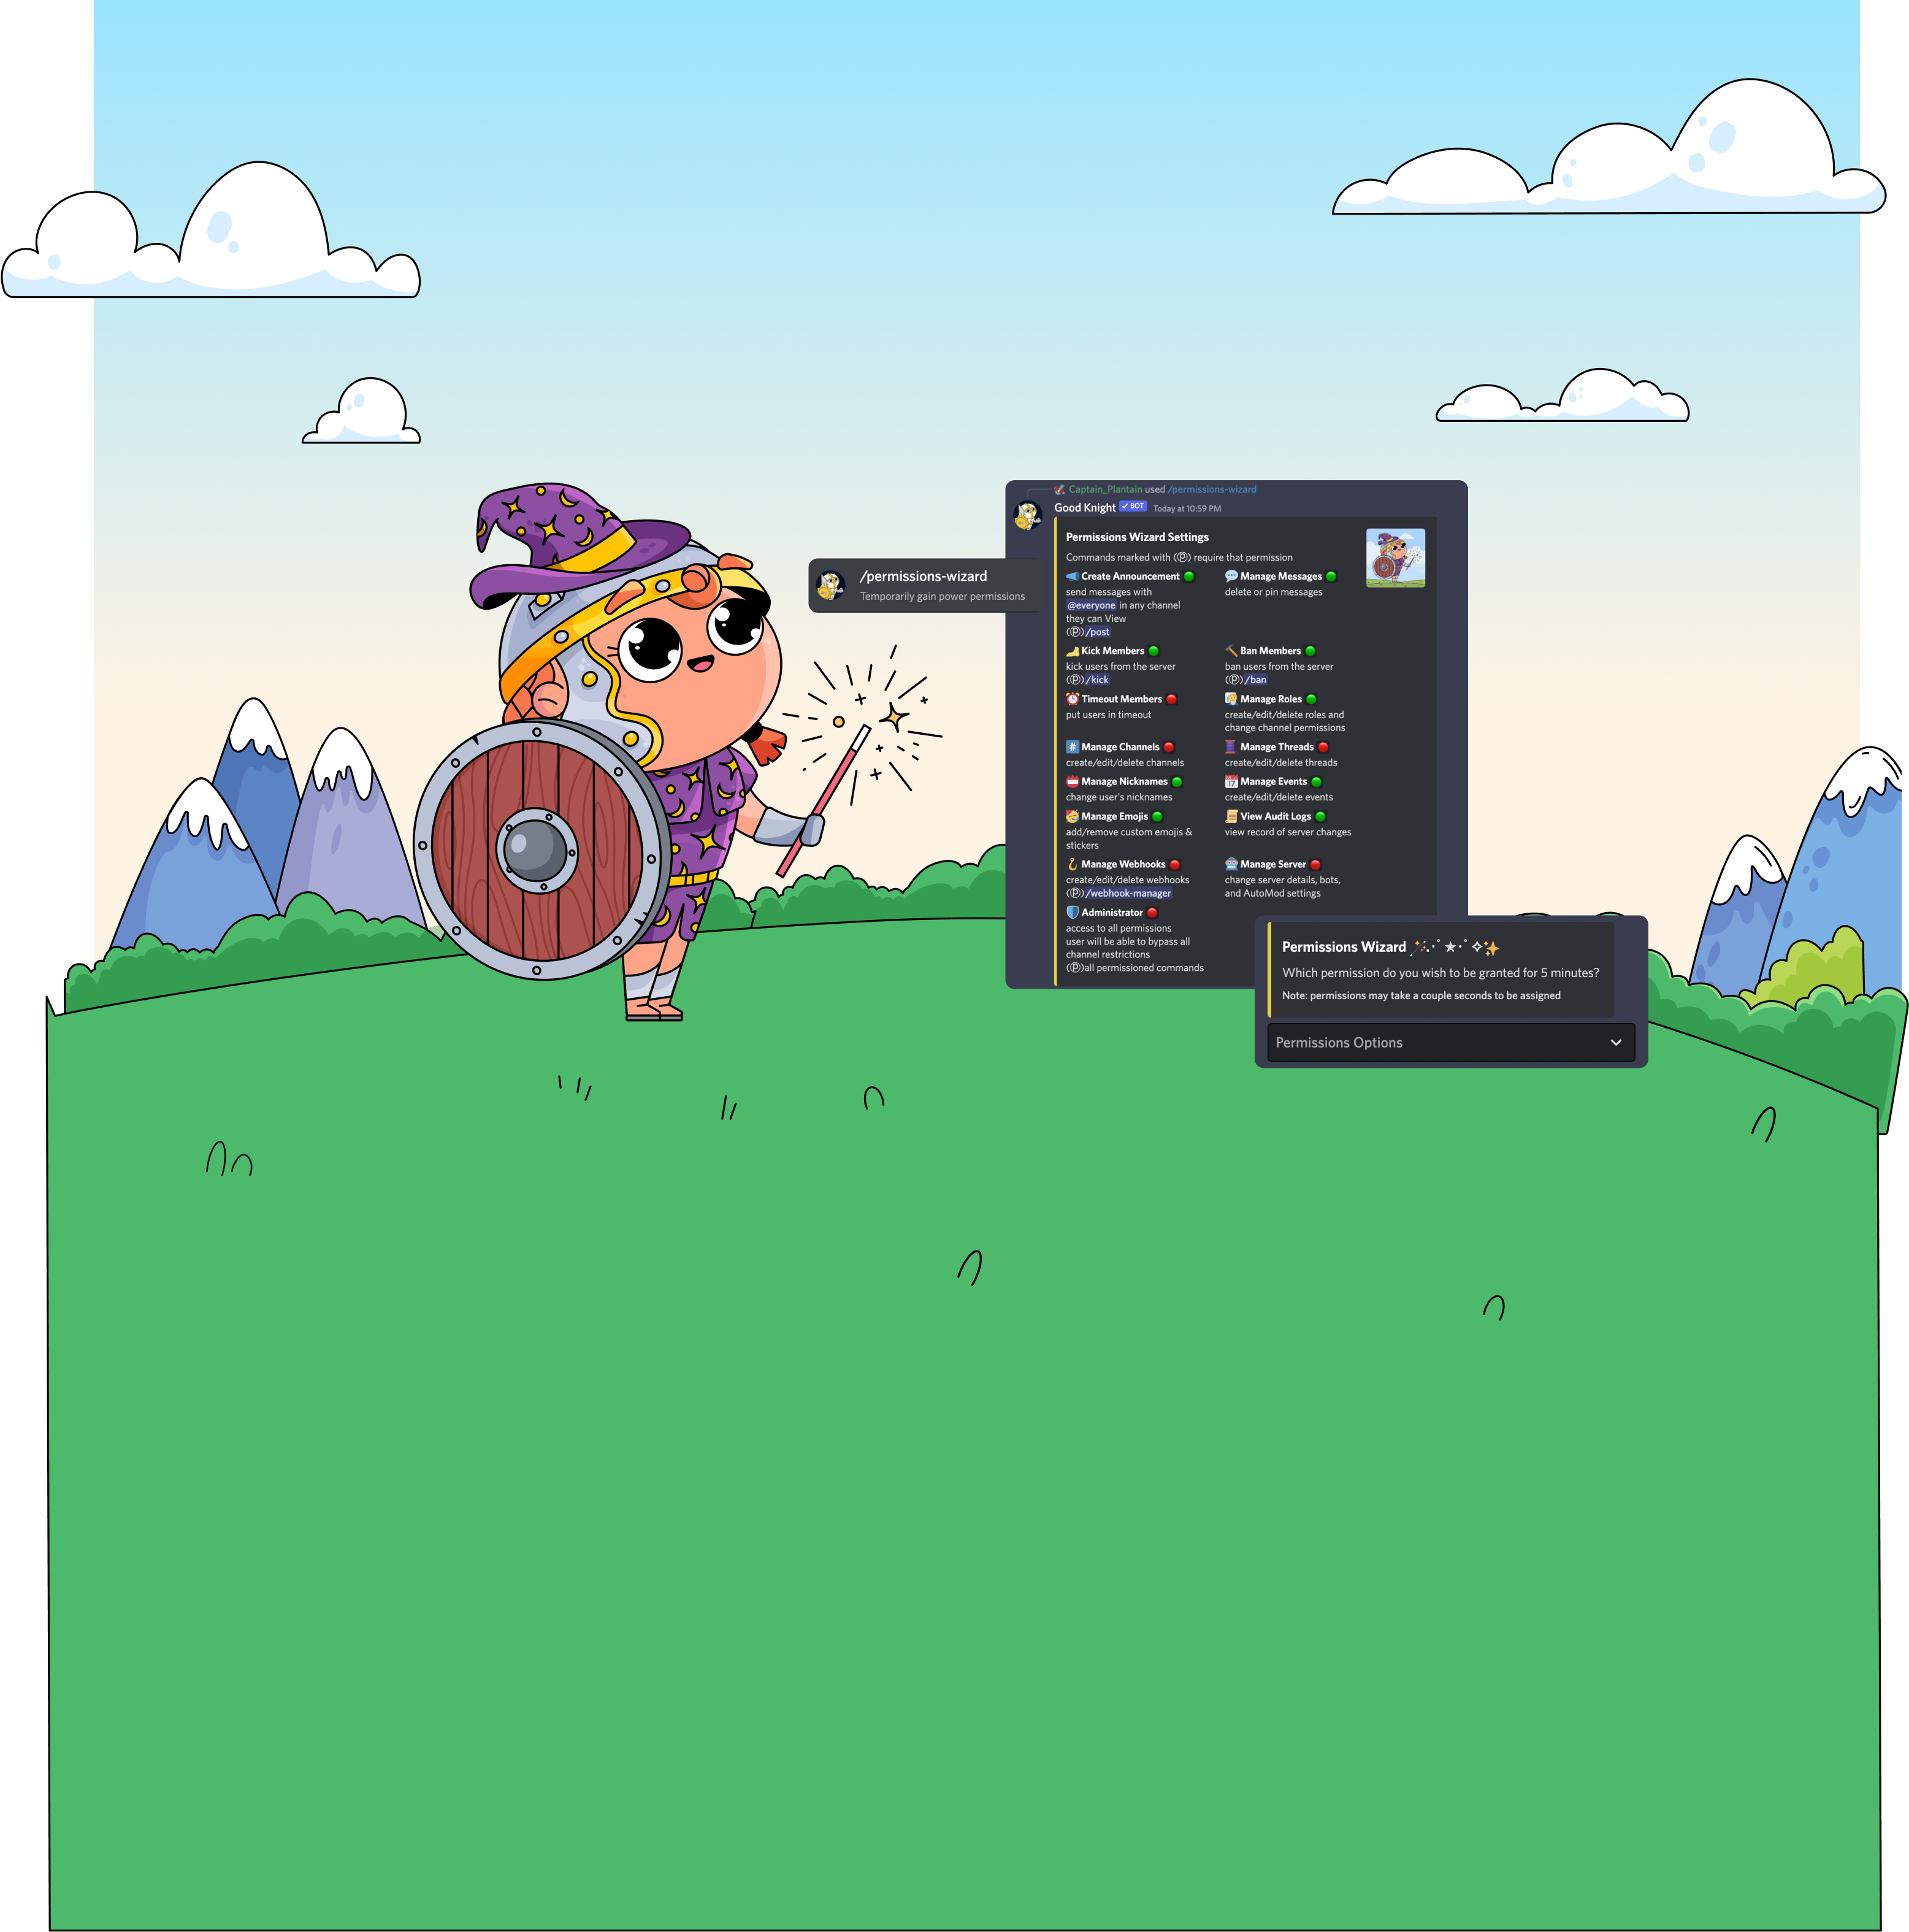 Captain_Plantain used /permissions-wizard
Good Knight ✓ BOT Today at 10:59 PM
/permissions-wizard
Temporarily gain power permissions
Permissions Wizard Settings
Commands marked with (ⓟ) require that permission
Create Announcement
send messages with
@everyone in any channel
they can View
(ⓟ)/post
Manage Messages
delete or pin messages
Kick Members
kick users from the server
(ⓟ)/kick
Ban Members
ban users from the server
(ⓟ)/ban
Timeout Members
put users in timeout
Manage Roles
create/edit/delete roles and
change channel permissions
# Manage Channels
create/edit/delete channels
Manage Threads
create/edit/delete threads
Manage Nicknames
change user's nicknames
17 Manage Events
create/edit/delete events
Manage Emojis
add/remove custom emojis &
stickers
View Audit Logs
view record of server changes
Manage Webhooks
create/edit/delete webhooks
(ⓟ)/webhook-manager
Manage Server
change server details, bots,
and AutoMod settings
Administrator
access to all permissions
user will be able to bypass all
channel restrictions
(ⓟ)all permissioned commands
Permissions Wizard
Which permission do you wish to be granted for 5 minutes?
Note: permissions may take a couple seconds to be assigned
Permissions Options